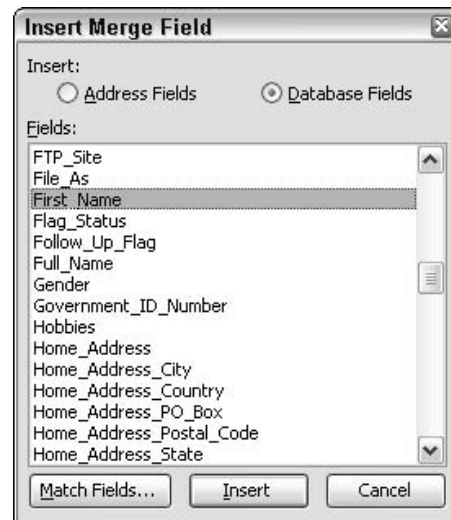 Insert Merge Field
Insert:
Address Fields Database Fields
Fields:
FTP_Site
File_As
First_Name
Flag_Status
Follow_Up_Flag
Full_Name
Gender
Government_ID_Number
Hobbies
Home_Address
Home_Address_City
Home_Address_Country
Home_Address_PO_Box
Home_Address_Postal_Code
Home_Address_State
Match Fields... Insert Cancel